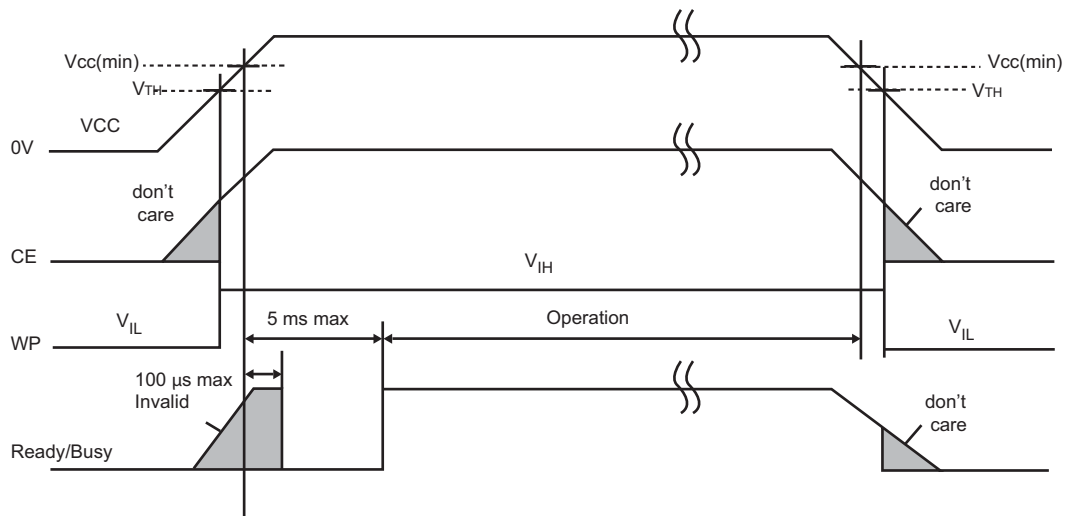 Vcc(min)
Vcc(min)
VTH
VTH
VCC
0V
don't
care
don't
care
CE
VIH
VIL
5 ms max
Operation
VIL
WP
100 µs max
Invalid
don't
care
Ready/Busy